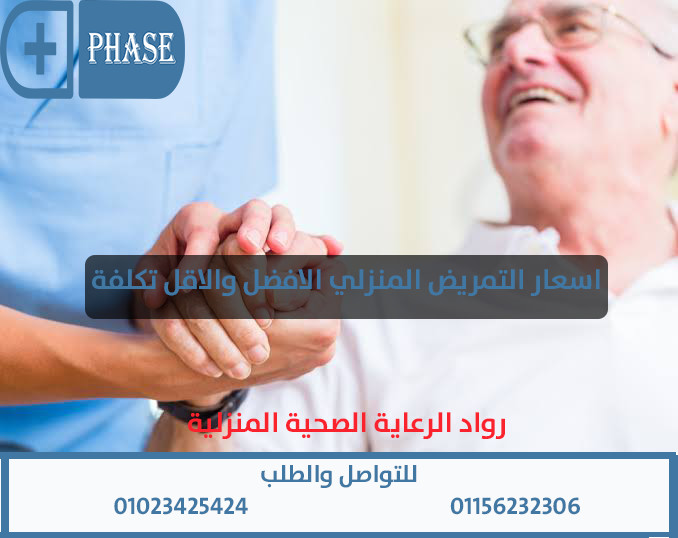 PHASE
اسعار التمريض المنزلي الافضل والاقل تكلفة
رواد الرعاية الصحية المنزلية
للتواصل والطلب
01023425424 01156232306